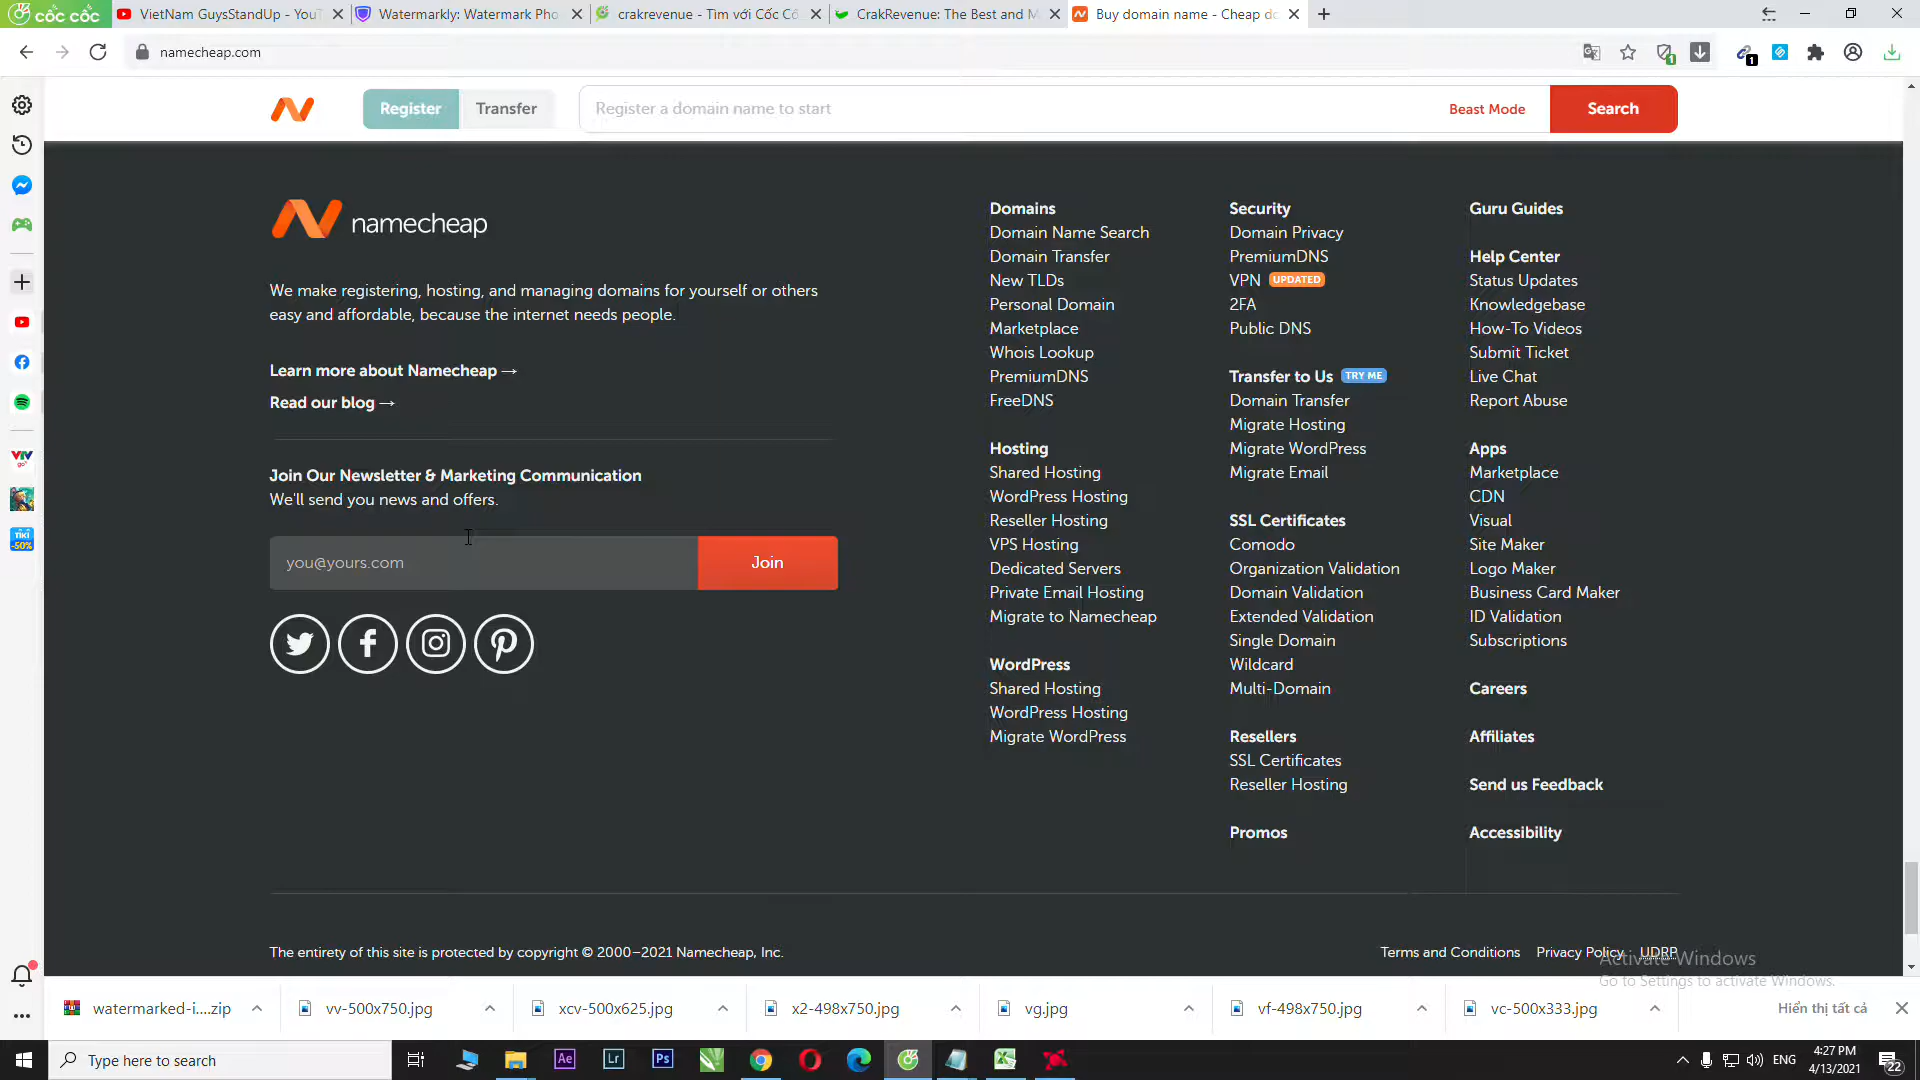 cốc cốc
VietNam GuysStandUp - YouT
Watermarkly: Watermark Pho
crakrevenue - Tìm với Cốc Cố
CrakRevenue: The Best and M
Buy domain name - Cheap do
namecheap.com
1
1
Register
Transfer
Register a domain name to start
Beast Mode
Search
namecheap
We make registering, hosting, and managing domains for yourself or others
easy and affordable, because the internet needs people.
Learn more about Namecheap →
Read our blog →
Join Our Newsletter & Marketing Communication
We'll send you news and offers.
you@yours.com
Join
Domains
Domain Name Search
Domain Transfer
New TLDs
Personal Domain
Marketplace
Whois Lookup
PremiumDNS
FreeDNS
Hosting
Shared Hosting
WordPress Hosting
Reseller Hosting
VPS Hosting
Dedicated Servers
Private Email Hosting
Migrate to Namecheap
WordPress
Shared Hosting
WordPress Hosting
Migrate WordPress
Security
Domain Privacy
PremiumDNS
VPN UPDATED
2FA
Public DNS
Transfer to Us TRY ME
Domain Transfer
Migrate Hosting
Migrate WordPress
Migrate Email
SSL Certificates
Comodo
Organization Validation
Domain Validation
Extended Validation
Single Domain
Wildcard
Multi-Domain
Resellers
SSL Certificates
Reseller Hosting
Promos
Guru Guides
Help Center
Status Updates
Knowledgebase
How-To Videos
Submit Ticket
Live Chat
Report Abuse
Apps
Marketplace
CDN
Visual
Site Maker
Logo Maker
Business Card Maker
ID Validation
Subscriptions
Careers
Affiliates
Send us Feedback
Accessibility
VTV
go
TIKI
-50%
The entirety of this site is protected by copyright © 2000–2021 Namecheap, Inc.
Terms and Conditions
Privacy Policy
UDRP
Activate Windows
Go to Settings to activate Windows.
watermarked-i....zip
vv-500x750.jpg
xcv-500x625.jpg
x2-498x750.jpg
vg.jpg
vf-498x750.jpg
vc-500x333.jpg
Hiển thị tất cả
Type here to search
Ae
Lr
Ps
ENG
4:27 PM
4/13/2021
22